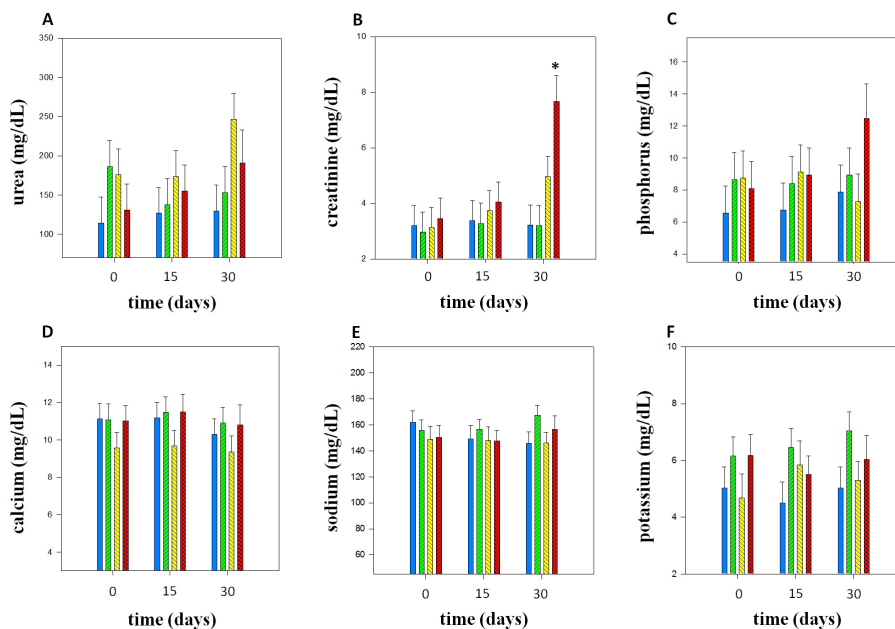 A
350
300
250
200
150
100
urea (mg/dL)
0 15 30
time (days)
B
10
8
6
4
2
creatinine (mg/dL)
*
0 15 30
time (days)
C
16
14
12
10
8
6
4
phosphorus (mg/dL)
0 15 30
time (days)
D
14
12
10
8
6
4
calcium (mg/dL)
0 15 30
time (days)
E
220
200
180
160
140
120
100
80
60
sodium (mg/dL)
0 15 30
time (days)
F
10
8
6
4
2
potassium (mg/dL)
0 15 30
time (days)